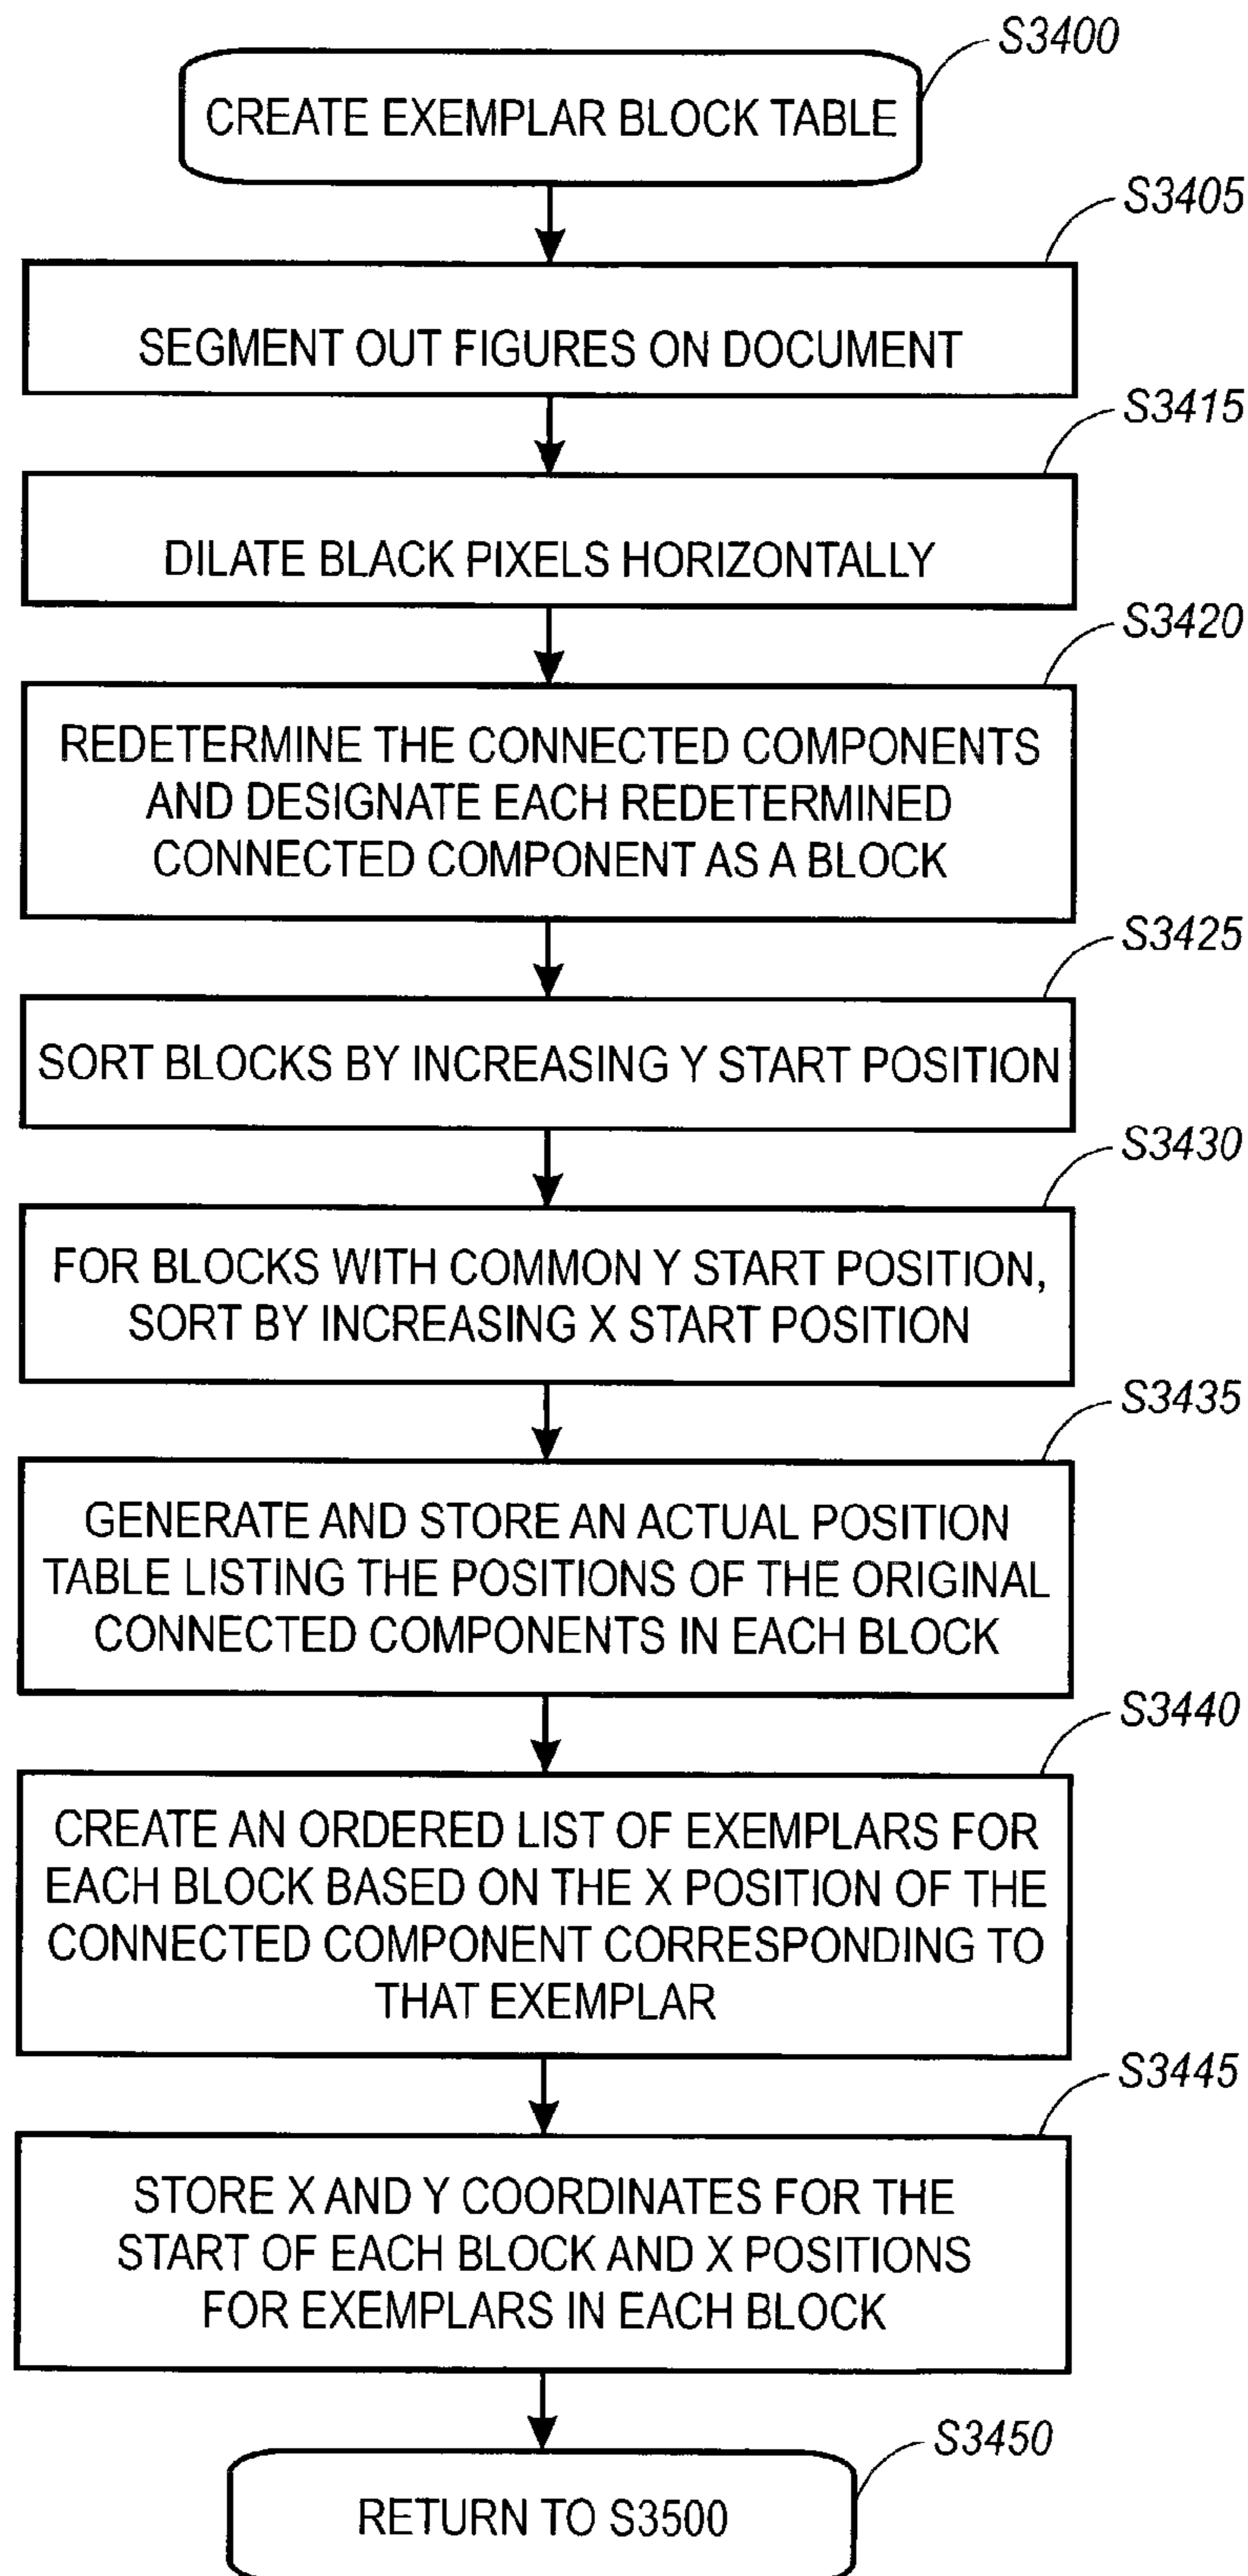 S3400
CREATE EXEMPLAR BLOCK TABLE
S3405
SEGMENT OUT FIGURES ON DOCUMENT
S3415
DILATE BLACK PIXELS HORIZONTALLY
S3420
REDETERMINE THE CONNECTED COMPONENTS
AND DESIGNATE EACH REDETERMINED
CONNECTED COMPONENT AS A BLOCK
S3425
SORT BLOCKS BY INCREASING Y START POSITION
S3430
FOR BLOCKS WITH COMMON Y START POSITION,
SORT BY INCREASING X START POSITION
S3435
GENERATE AND STORE AN ACTUAL POSITION
TABLE LISTING THE POSITIONS OF THE ORIGINAL
CONNECTED COMPONENTS IN EACH BLOCK
S3440
CREATE AN ORDERED LIST OF EXEMPLARS FOR
EACH BLOCK BASED ON THE X POSITION OF THE
CONNECTED COMPONENT CORRESPONDING TO
THAT EXEMPLAR
S3445
STORE X AND Y COORDINATES FOR THE
START OF EACH BLOCK AND X POSITIONS
FOR EXEMPLARS IN EACH BLOCK
S3450
RETURN TO S3500